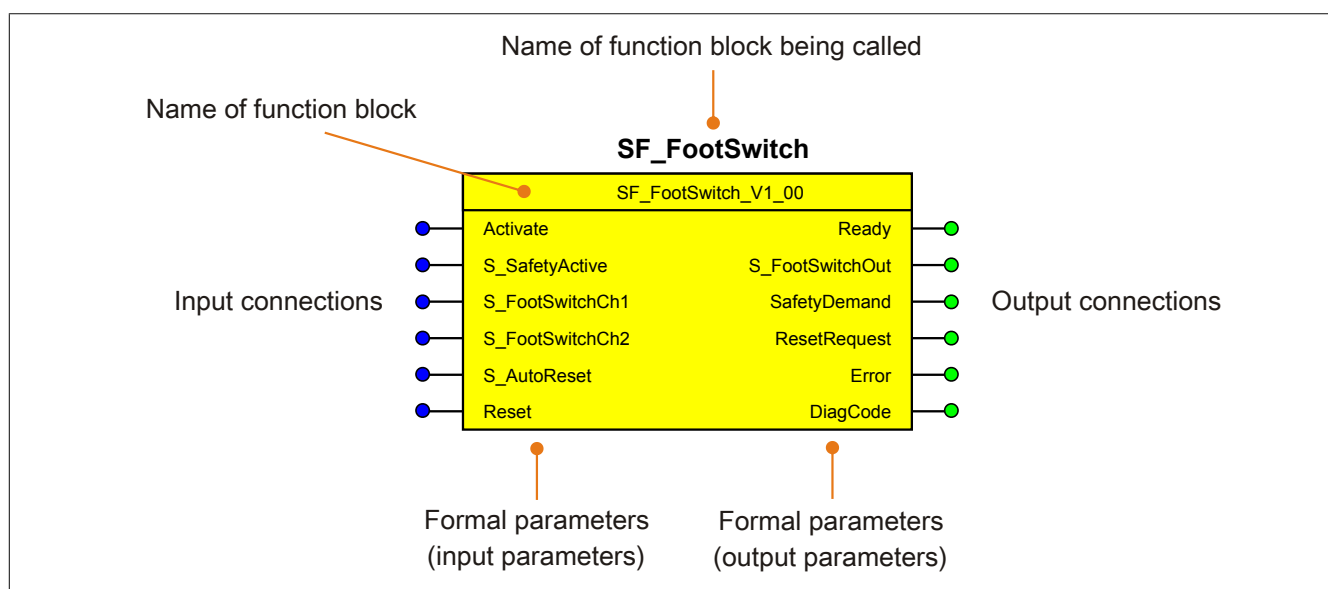 Name of function block being called
Name of function block
SF_FootSwitch
SF_FootSwitch_V1_00
Activate
Ready
S_SafetyActive
S_FootSwitchOut
Input connections
S_FootSwitchCh1
SafetyDemand
Output connections
S_FootSwitchCh2
ResetRequest
S_AutoReset
Error
Reset
DiagCode
Formal parameters
(input parameters)
Formal parameters
(output parameters)